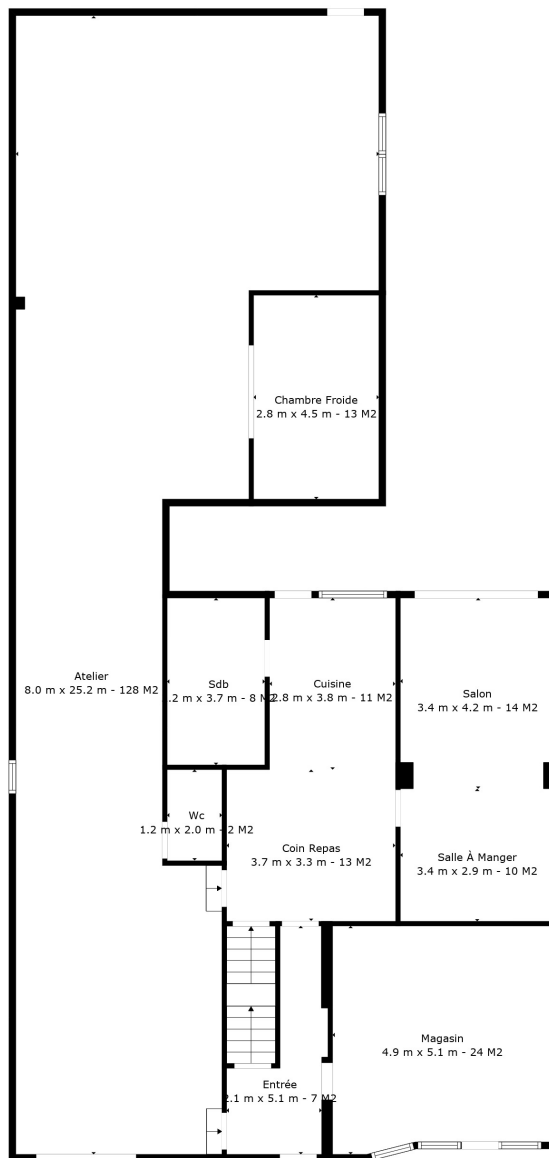 Chambre Froide
2.8 m x 4.5 m - 13 M2
Atelier
8.0 m x 25.2 m - 128 M2
Sdb
.2 m x 3.7 m - 8 M2
Cuisine
2.8 m x 3.8 m - 11 M2
Salon
3.4 m x 4.2 m - 14 M2
Wc
1.2 m x 2.0 m - 2 M2
Coin Repas
3.7 m x 3.3 m - 13 M2
Salle À Manger
3.4 m x 2.9 m - 10 M2
Magasin
4.9 m x 5.1 m - 24 M2
Entrée
2.1 m x 5.1 m - 7 M2